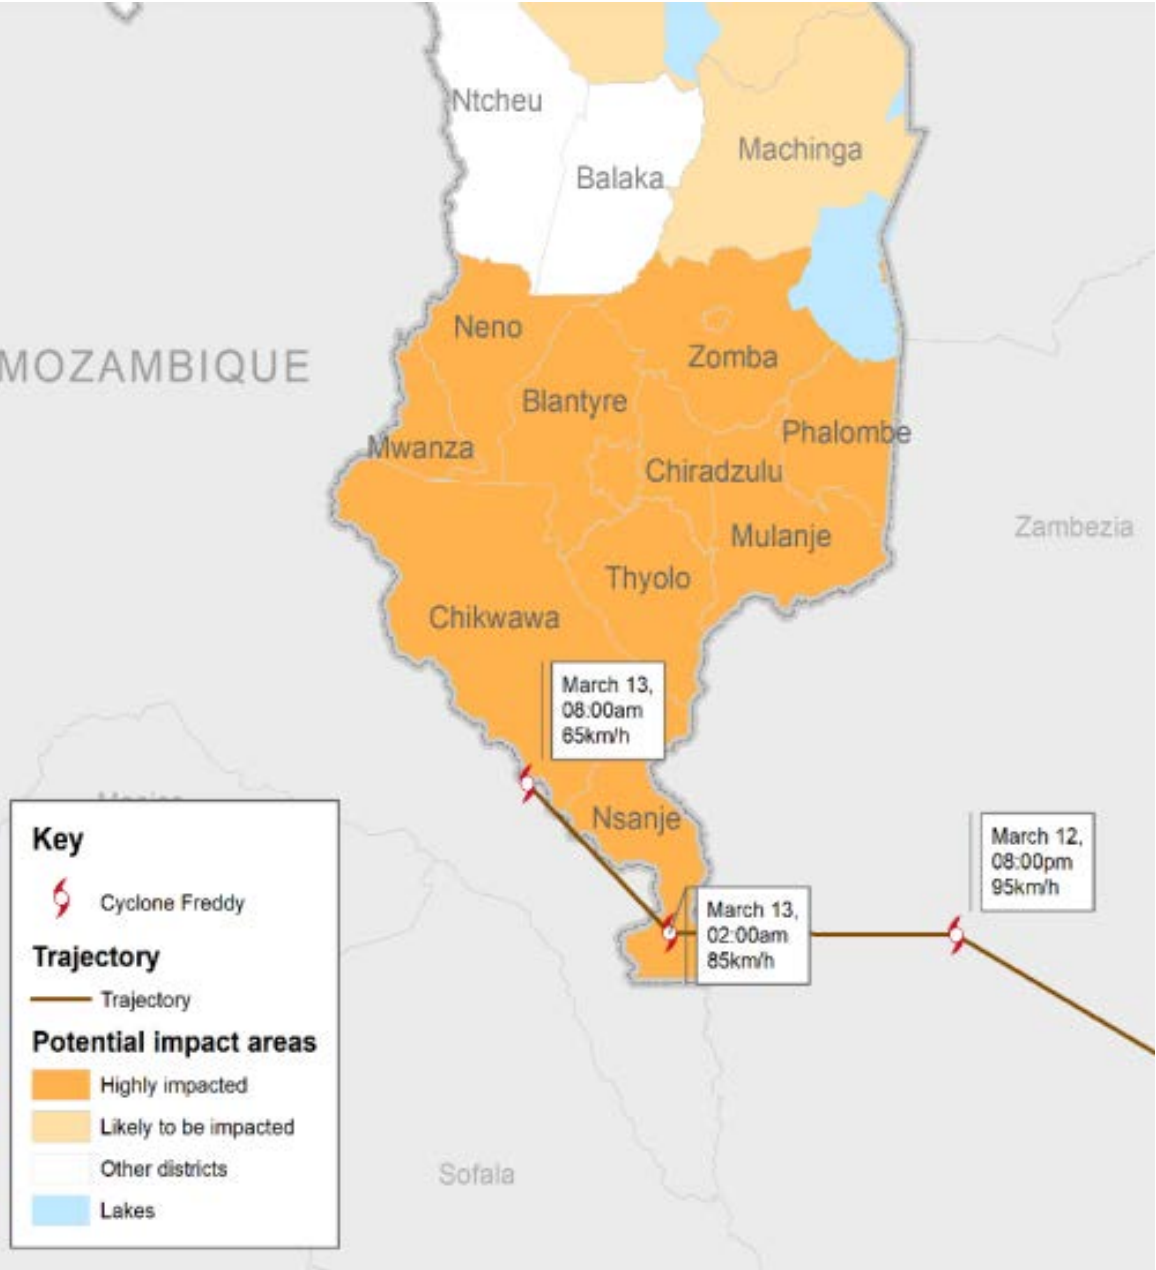 Ntcheu
Machinga
Balaka
Neno
Zomba
MOZAMBIQUE
Blantyre
Phalombe
Mwanza
Chiradzulu
Zambezia
Mulanje
Thyolo
Chikwawa
March 13,
08:00am
65km/h
Nsanje
March 12,
08:00pm
95km/h
March 13,
02:00am
85km/h
Key
Cyclone Freddy
Trajectory
Trajectory
Potential impact areas
Highly impacted
Likely to be impacted
Other districts
Lakes
Sofala